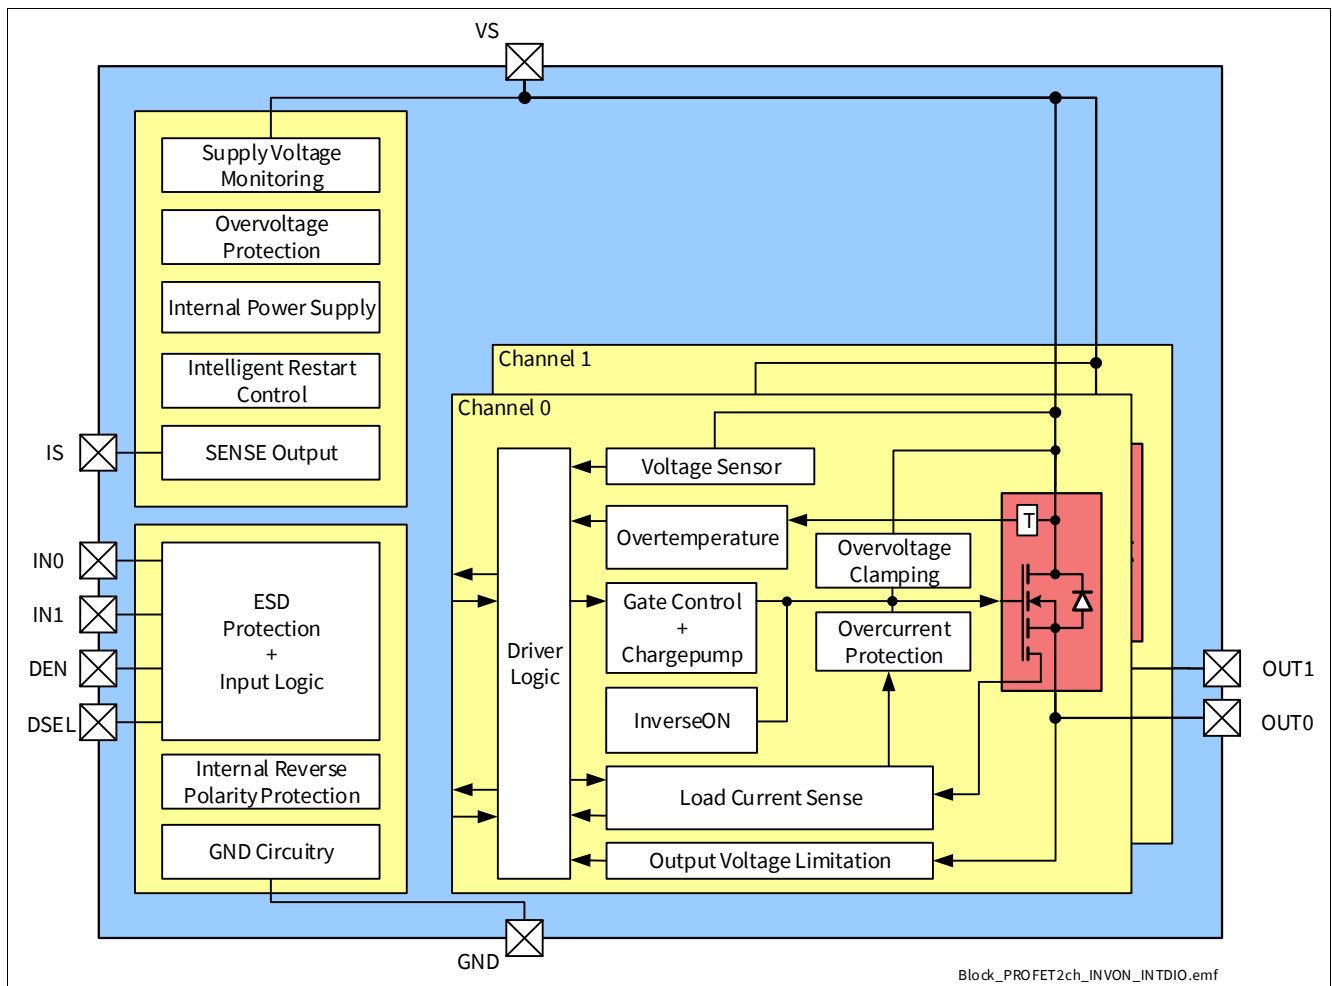 VS
Supply Voltage
Monitoring
Overvoltage
Protection
Internal Power Supply
Intelligent Restart
Control
SENSE Output
IS
IN0
IN1
DEN
DSEL
ESD
Protection
+
Input Logic
Internal Reverse
Polarity Protection
GND Circuitry
GND
Channel 1
Channel 0
Driver
Logic
Voltage Sensor
Overtemperature
T
Overvoltage
Clamping
Gate Control
+
Chargepump
Overcurrent
Protection
InverseON
Load Current Sense
Output Voltage Limitation
OUT1
OUT0
Block_PROFET2ch_INVON_INTDIO.emf